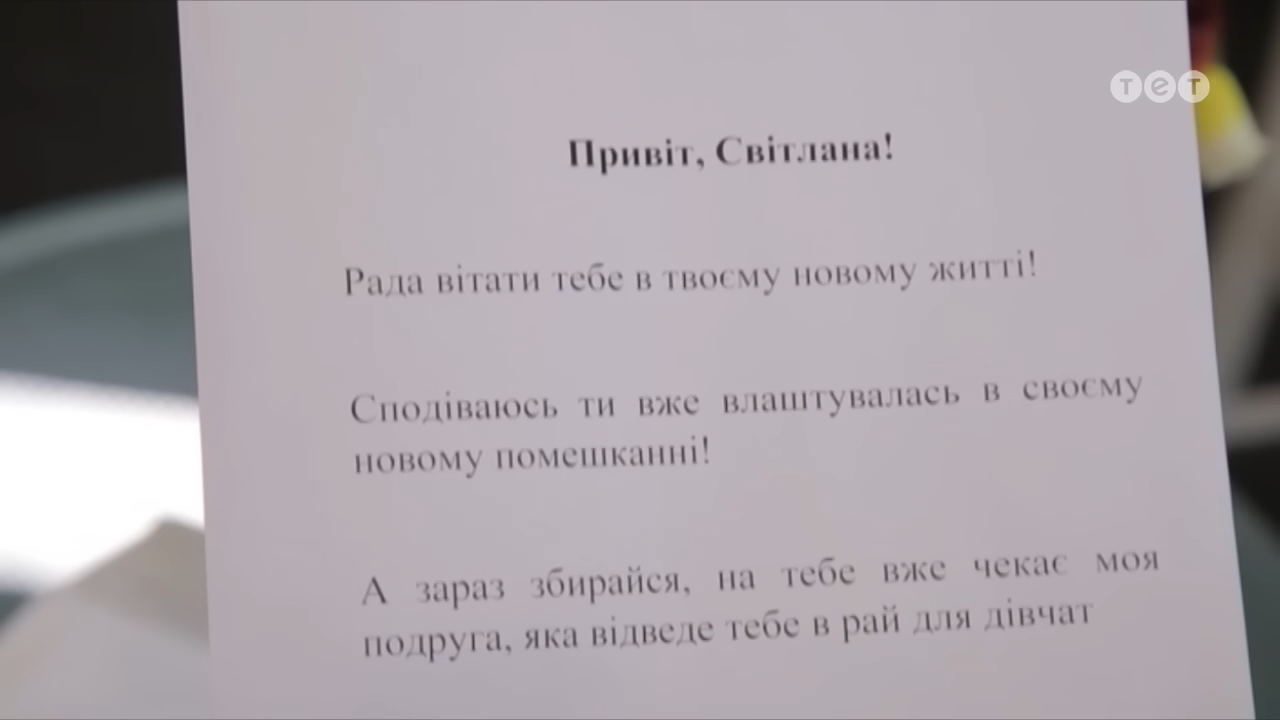 тет
Привіт, Світлана!
Рада вітати тебе в твоєму новому житті!
Сподіваюсь ти вже влаштувалась в своєму
новому помешканні!
А зараз збирайся, на тебе вже чекає моя
подруга, яка відведе тебе в рай для дівчат